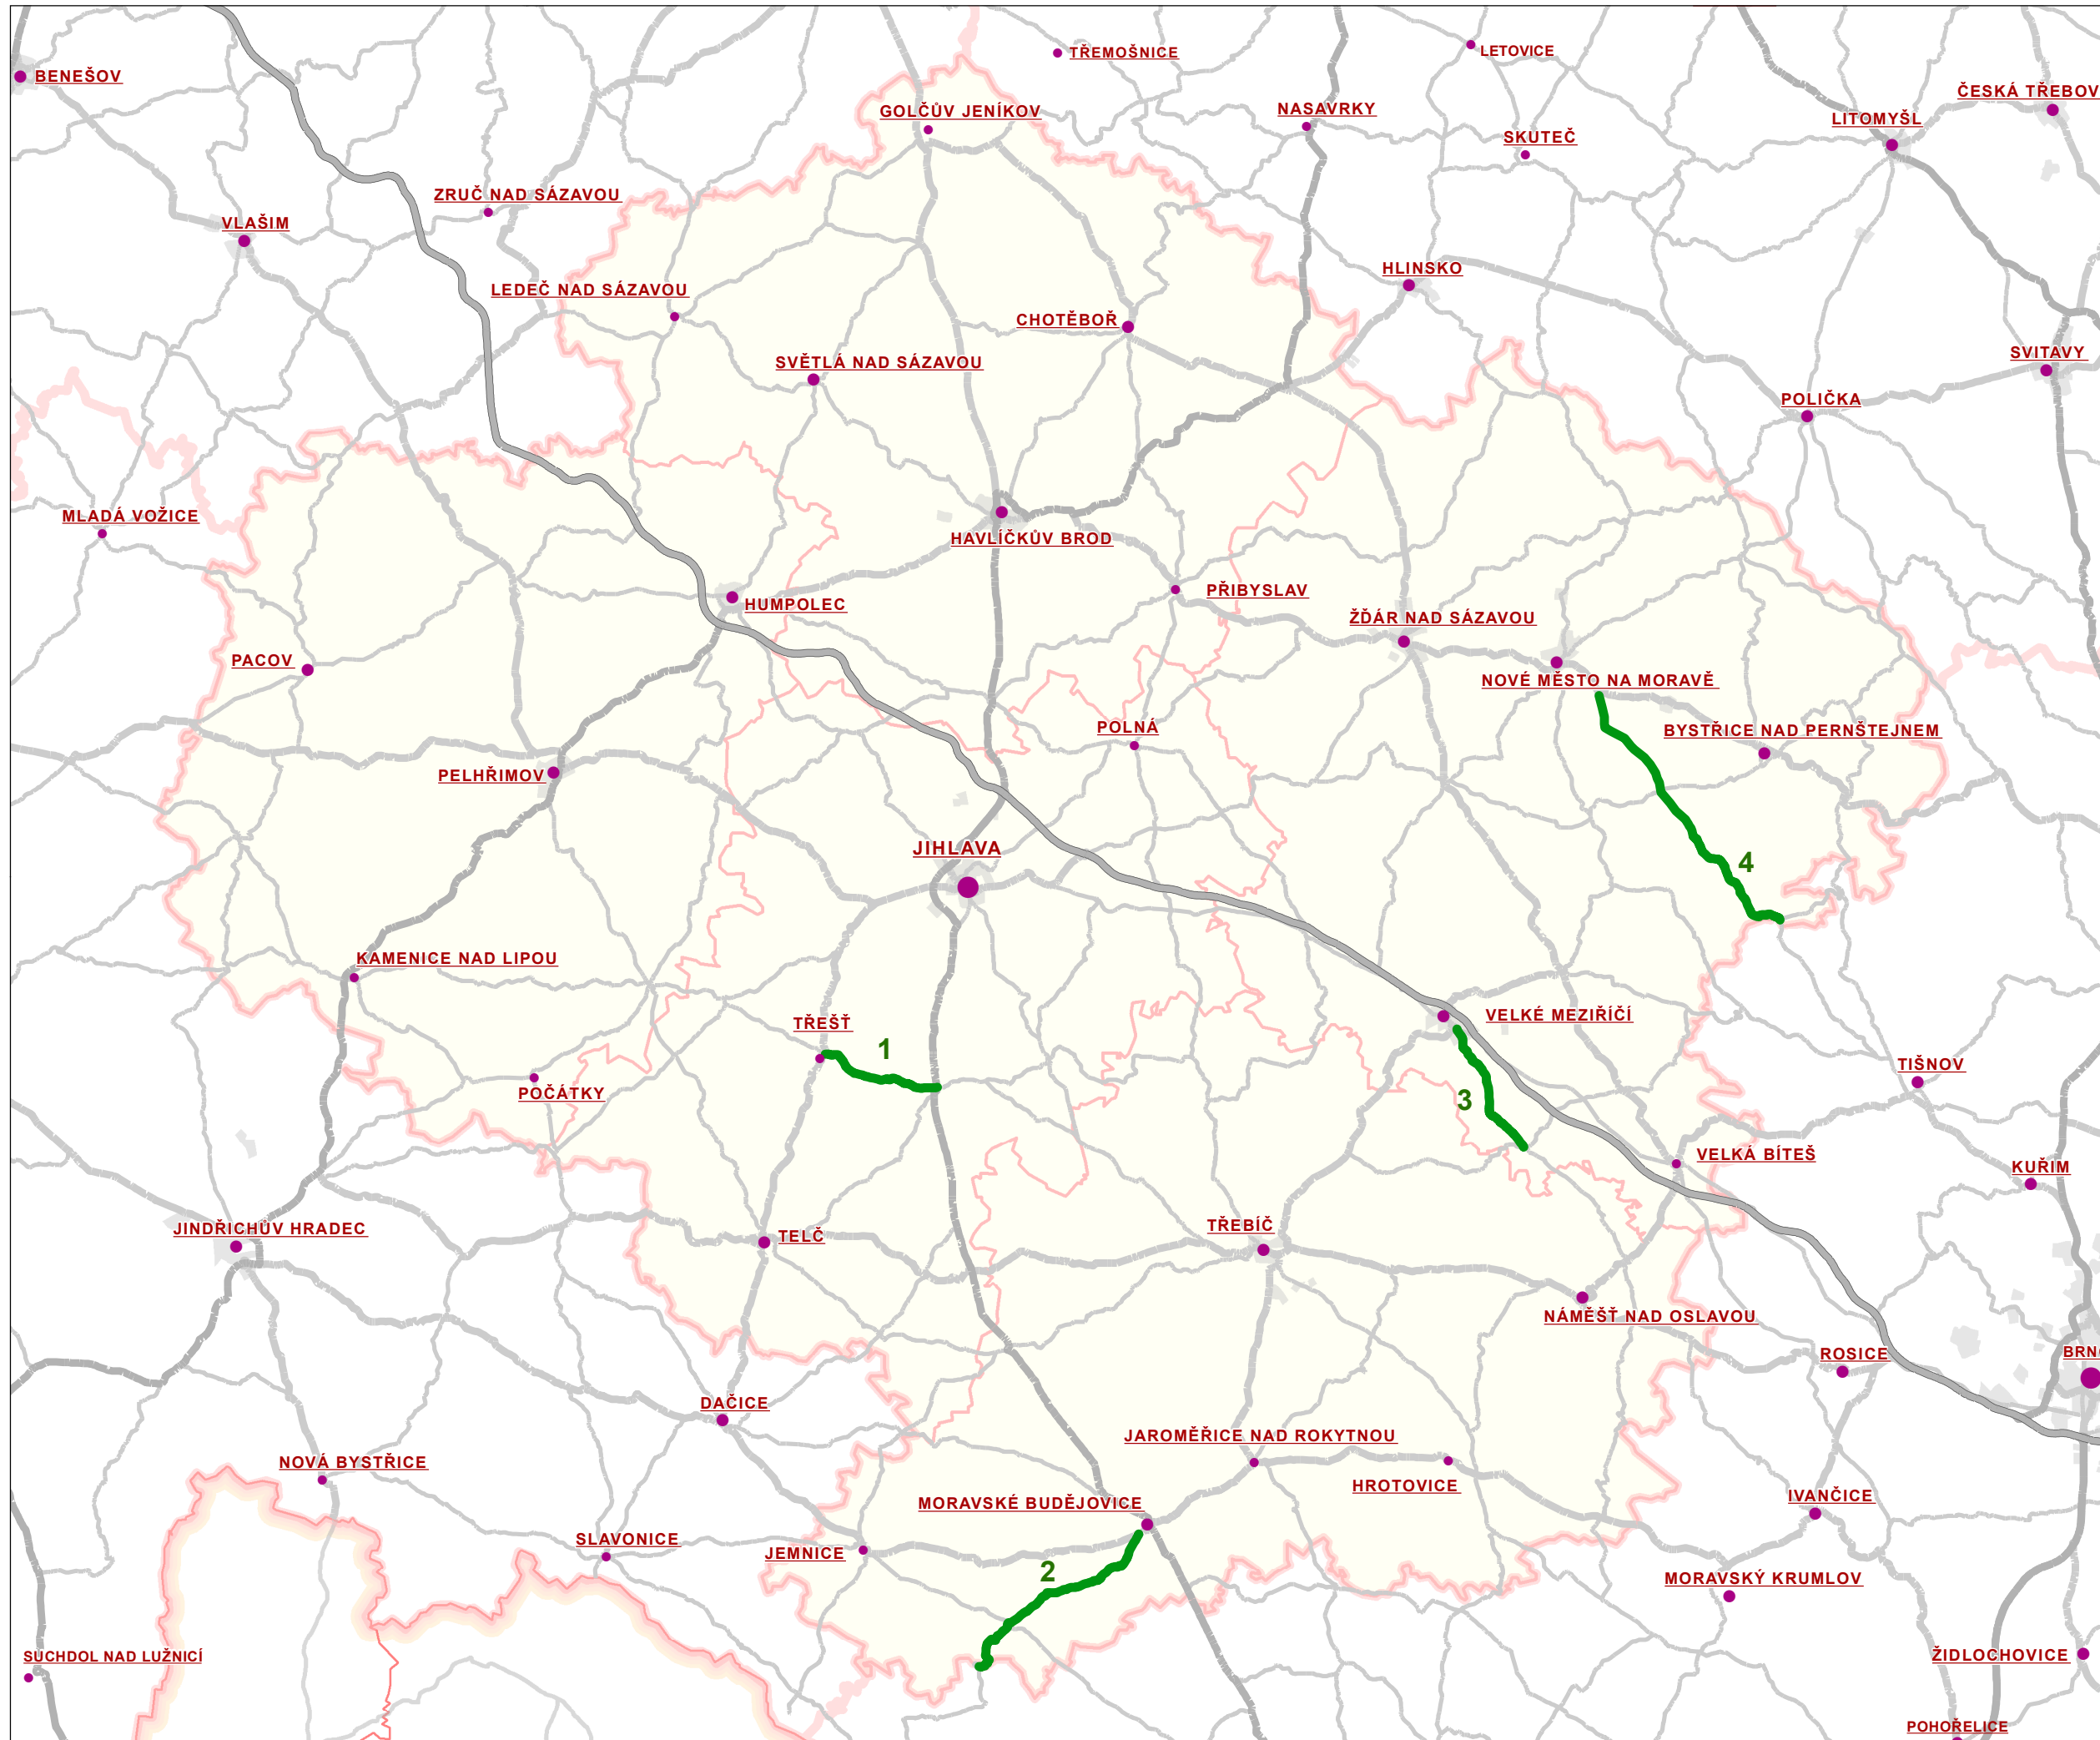 TŘEMOŠNICE
LETOVICE
BENEŠOV
ČESKÁ TŘEBOV
GOLČŮV JENÍKOV
NASAVRKY
LITOMYŠL
SKUTEČ
ZRUČ NAD SÁZAVOU
VLAŠIM
HLINSKO
LEDEČ NAD SÁZAVOU
CHOTĚBOŘ
SVITAVY
SVĚTLÁ NAD SÁZAVOU
POLIČKA
MLADÁ VOŽICE
HAVLÍČKŮV BROD
PŘIBYSLAV
HUMPOLEC
ŽĎÁR NAD SÁZAVOU
PACOV
NOVÉ MĚSTO NA MORAVĚ
POLNÁ
BYSTŘICE NAD PERNŠTEJNEM
PELHŘIMOV
JIHLAVA
4
KAMENICE NAD LIPOU
VELKÉ MEZIŘÍČÍ
TŘEŠŤ
1
TIŠNOV
POČÁTKY
3
VELKÁ BÍTEŠ
KUŘIM
JINDŘICHŮV HRADEC
TŘEBÍČ
TELČ
NÁMĚŠŤ NAD OSLAVOU
ROSICE
BRN
DAČICE
JAROMĚŘICE NAD ROKYTNOU
NOVÁ BYSTŘICE
HROTOVICE
IVANČICE
MORAVSKÉ BUDĚJOVICE
SLAVONICE
JEMNICE
2
MORAVSKÝ KRUMLOV
SUCHDOL NAD LUŽNICÍ
ŽIDLOCHOVICE
POHOŘELICE